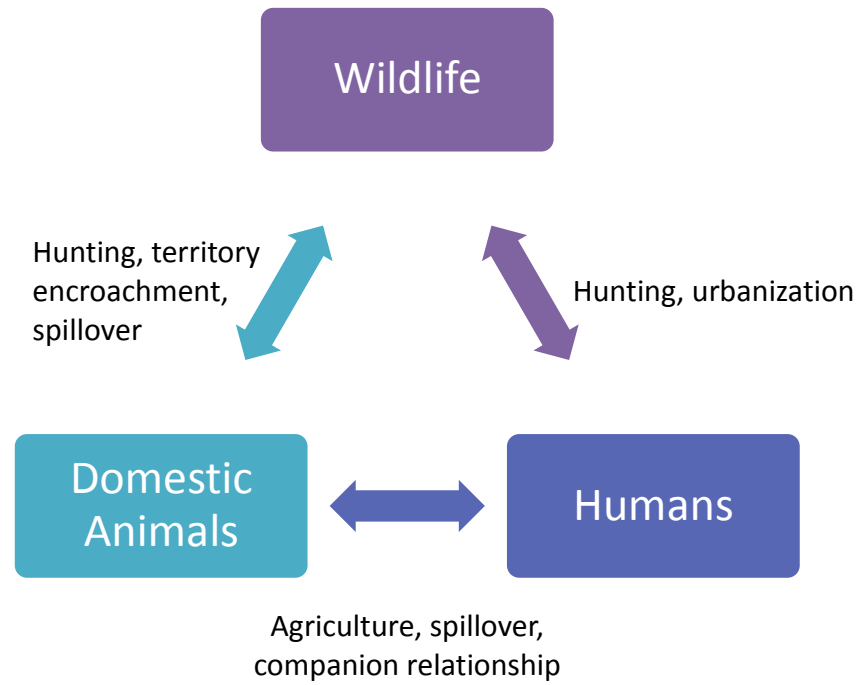 Wildlife
Hunting, territory
encroachment,
spillover
Hunting, urbanization
Domestic
Animals
Humans
Agriculture, spillover,
companion relationship